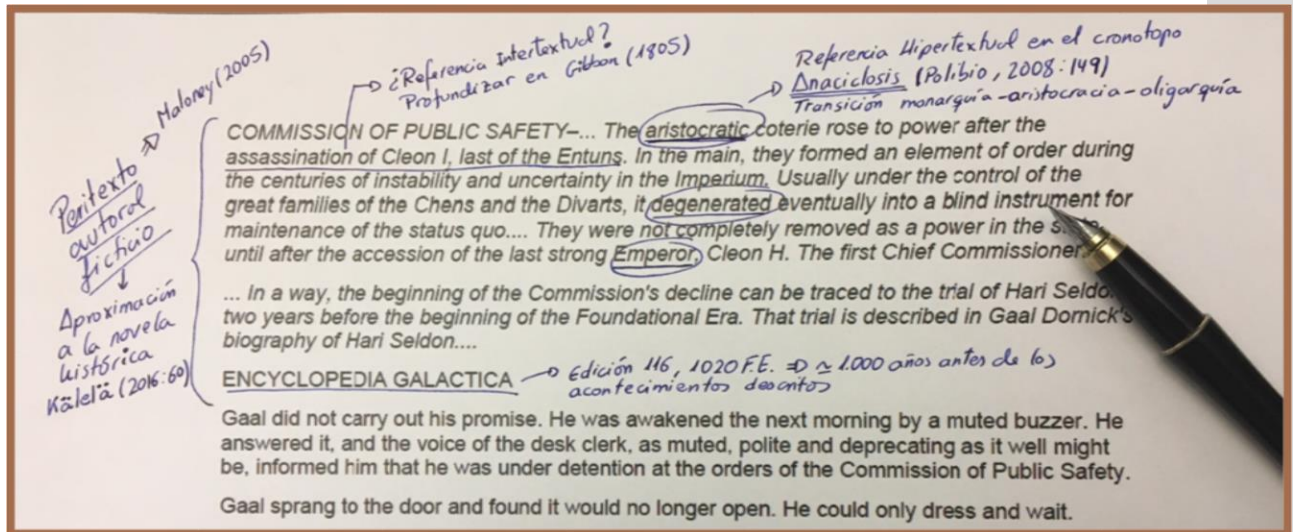 ¿Referencia Intertextual?
Profundizar en Gibbon (1805)
Referencia Hipertextual en el cronotopo
Anaciclosis (Polibio, 2008:149)
Transición monarquía-aristocracia-oligarquía
Maloney (2005)
Peritexto
autoral
ficticio
Aproximación
a la novela
histórica
Kälelä (2016:60)
COMMISSION OF PUBLIC SAFETY–... The aristocratic coterie rose to power after the
assassination of Cleon I, last of the Entuns. In the main, they formed an element of order during
the centuries of instability and uncertainty in the Imperium. Usually under the control of the
great families of the Chens and the Divarts, it degenerated eventually into a blind instrument for
maintenance of the status quo.... They were not completely removed as a power in the
until after the accession of the last strong Emperor, Cleon H. The first Chief Commissioner
... In a way, the beginning of the Commission's decline can be traced to the trial of Hari Seldo
two years before the beginning of the Foundational Era. That trial is described in Gaal Dornick's
biography of Hari Seldon....
ENCYCLOPEDIA GALACTICA
Edición 116, 1020 F.E. ⇒ ~ 1.000 años antes de los
acontecimientos descritos
Gaal did not carry out his promise. He was awakened the next morning by a muted buzzer. He
answered it, and the voice of the desk clerk, as muted, polite and deprecating as it well might
be, informed him that he was under detention at the orders of the Commission of Public Safety.
Gaal sprang to the door and found it would no longer open. He could only dress and wait.